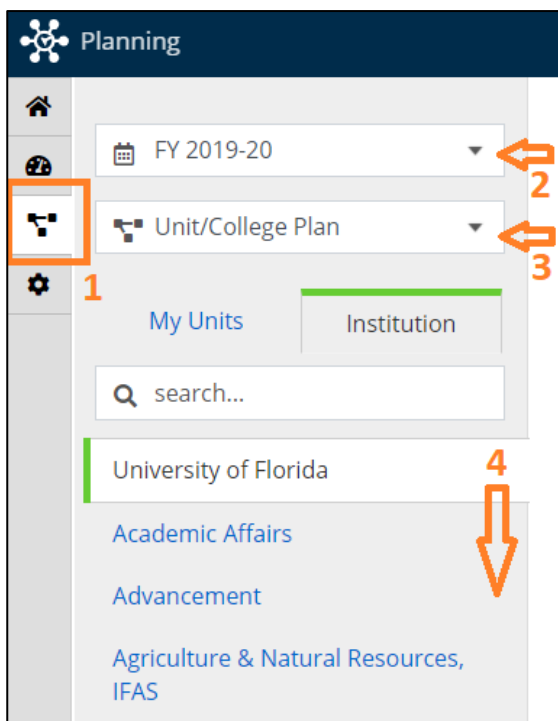 Planning
FY 2019-20
2
Unit/College Plan
3
1
My Units
Institution
search...
University of Florida
4
Academic Affairs
Advancement
Agriculture & Natural Resources,
IFAS